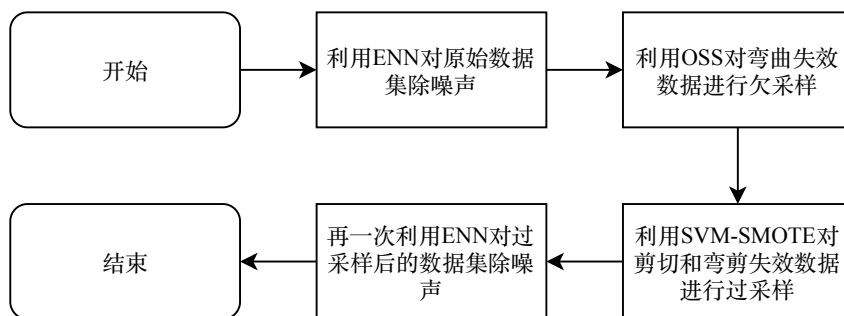 开始
利用ENN对原始数据
集除噪声
利用OSS对弯曲失效
数据进行欠采样
利用SVM-SMOTE对
剪切和弯剪失效数据
进行过采样
再一次利用ENN对过
采样后的数据集除噪
声
结束